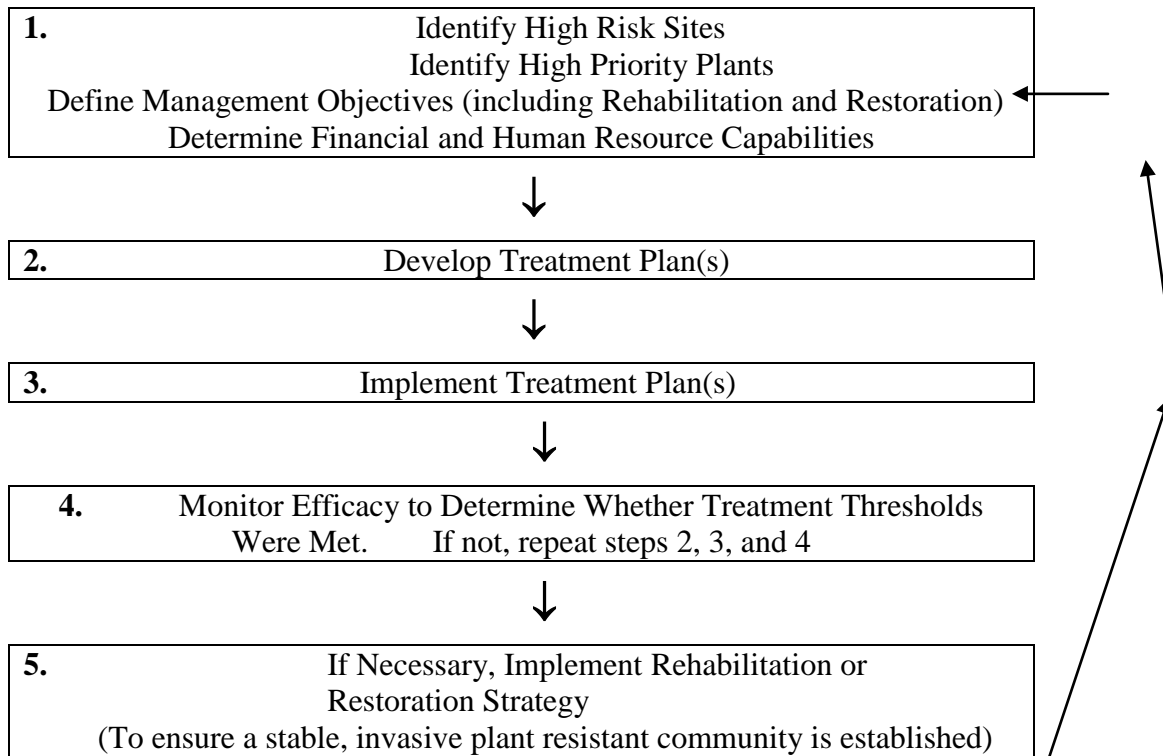 1. Identify High Risk Sites
Identify High Priority Plants
Define Management Objectives (including Rehabilitation and Restoration)
Determine Financial and Human Resource Capabilities
2. Develop Treatment Plan(s)
3. Implement Treatment Plan(s)
4. Monitor Efficacy to Determine Whether Treatment Thresholds
Were Met. If not, repeat steps 2, 3, and 4
5. If Necessary, Implement Rehabilitation or
Restoration Strategy
(To ensure a stable, invasive plant resistant community is established)